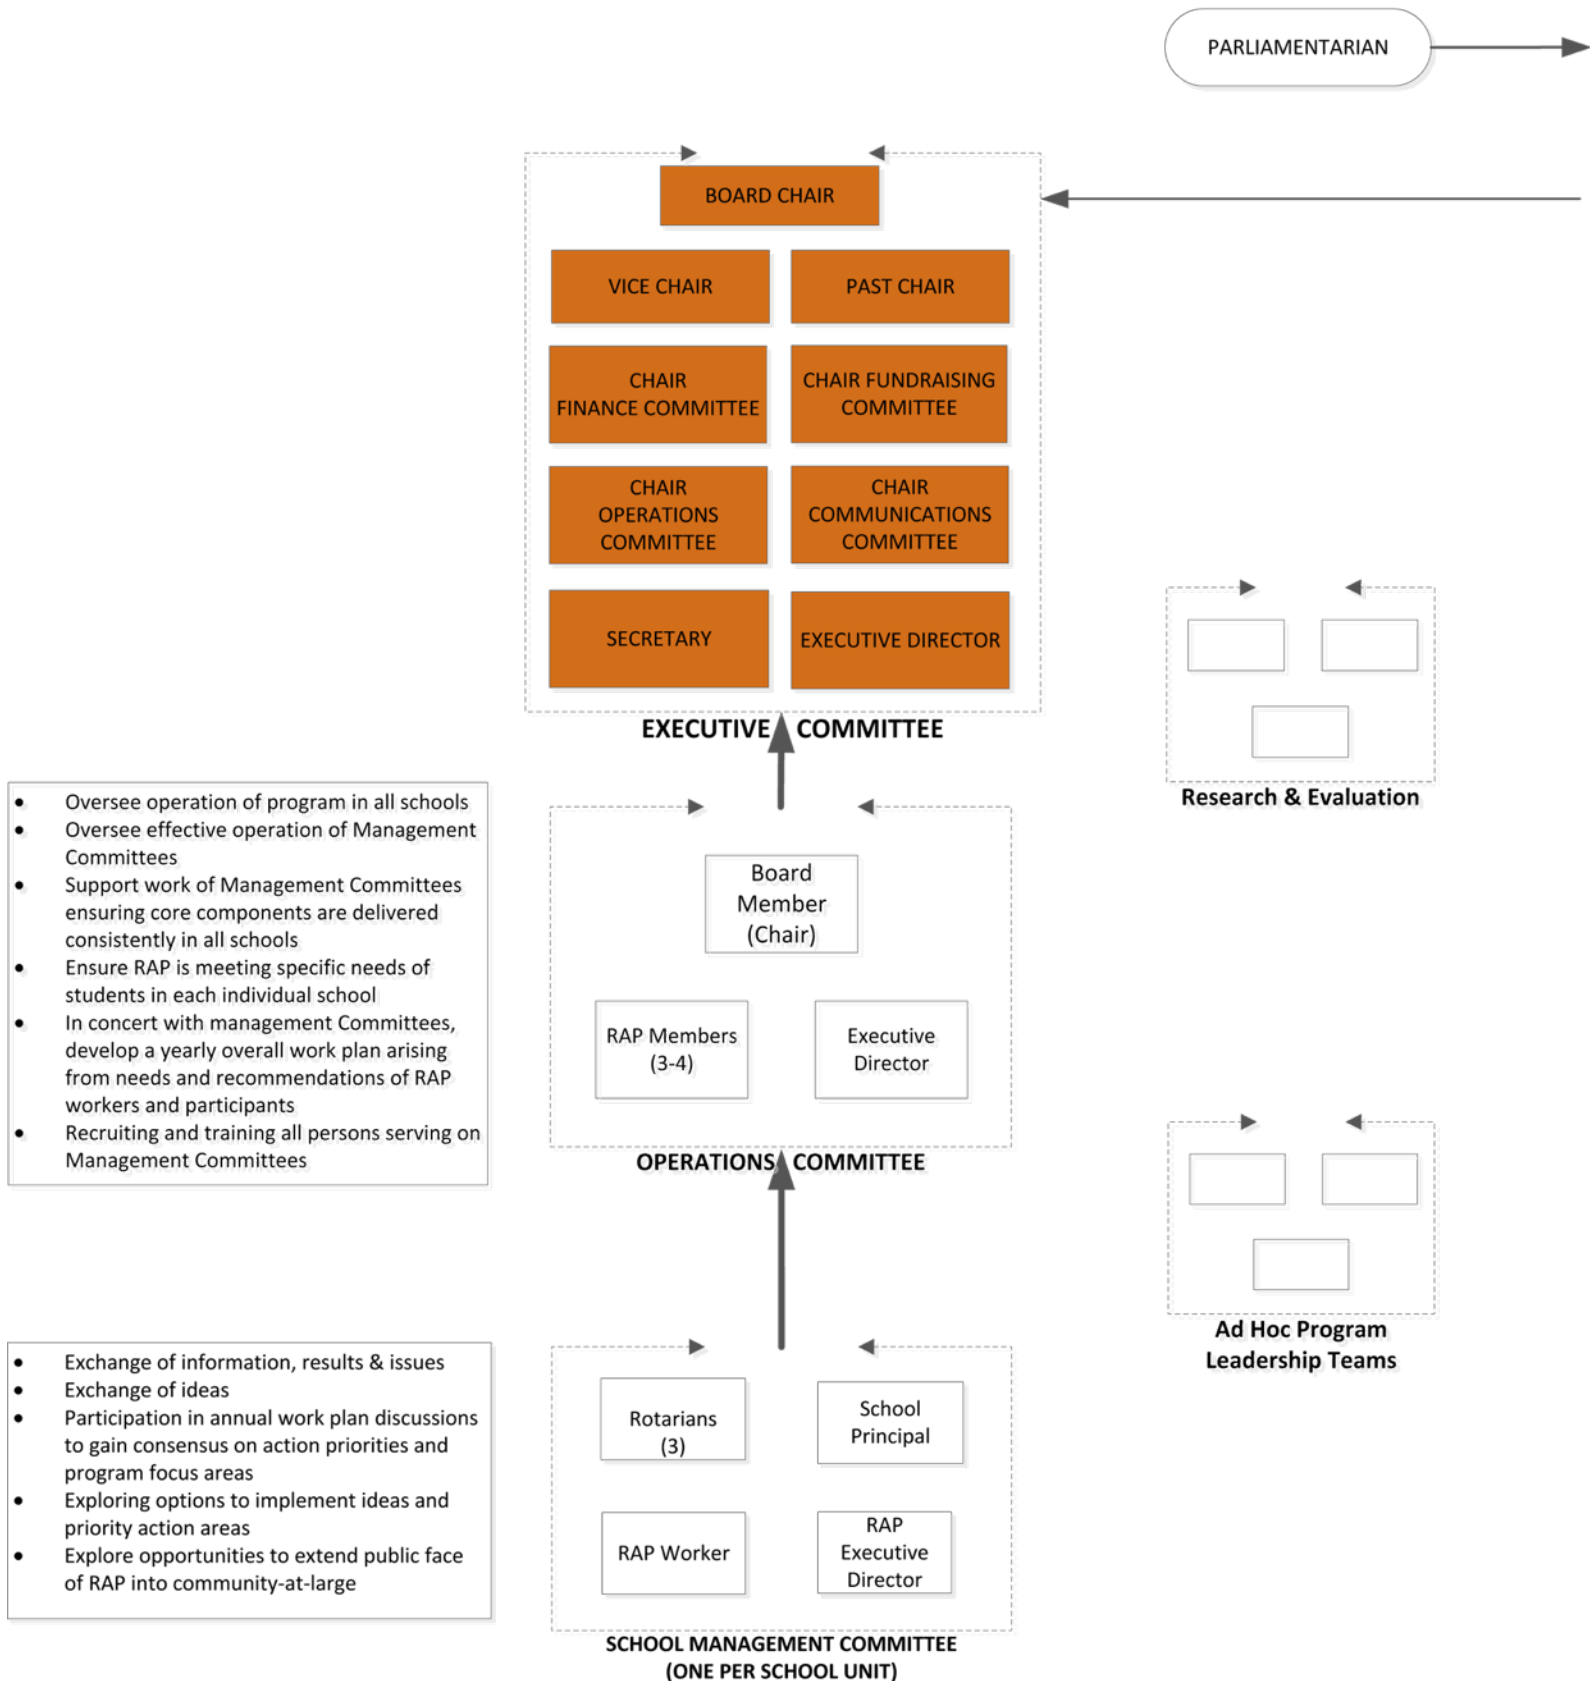 PARLIAMENTARIAN
BOARD CHAIR
VICE CHAIR
PAST CHAIR
CHAIR
FINANCE COMMITTEE
CHAIR FUNDRAISING
COMMITTEE
CHAIR
OPERATIONS
COMMITTEE
CHAIR
COMMUNICATIONS
COMMITTEE
SECRETARY
EXECUTIVE DIRECTOR
EXECUTIVE COMMITTEE
Research & Evaluation
• Oversee operation of program in all schools
• Oversee effective operation of Management
Committees
• Support work of Management Committees
ensuring core components are delivered
consistently in all schools
• Ensure RAP is meeting specific needs of
students in each individual school
• In concert with management Committees,
develop a yearly overall work plan arising
from needs and recommendations of RAP
workers and participants
• Recruiting and training all persons serving on
Management Committees
Board
Member
(Chair)
RAP Members
(3-4)
Executive
Director
OPERATIONS COMMITTEE
Ad Hoc Program
Leadership Teams
• Exchange of information, results & issues
• Exchange of ideas
• Participation in annual work plan discussions
to gain consensus on action priorities and
program focus areas
• Exploring options to implement ideas and
priority action areas
• Explore opportunities to extend public face
of RAP into community-at-large
Rotarians
(3)
School
Principal
RAP Worker
RAP
Executive
Director
SCHOOL MANAGEMENT COMMITTEE
(ONE PER SCHOOL UNIT)